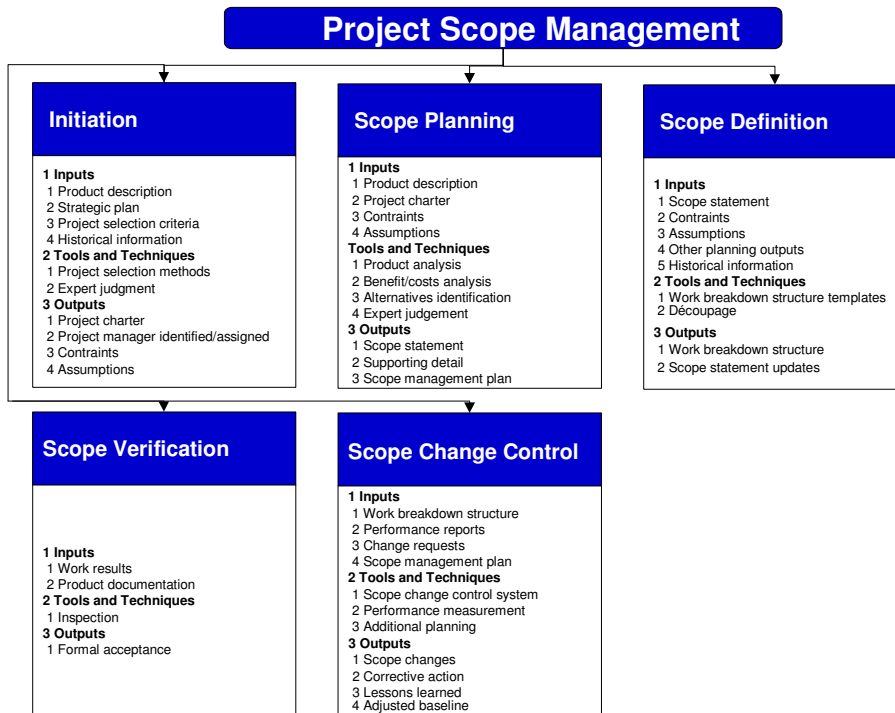 Project Scope Management
Initiation
1 Inputs
1 Product description
2 Strategic plan
3 Project selection criteria
4 Historical information
2 Tools and Techniques
1 Project selection methods
2 Expert judgment
3 Outputs
1 Project charter
2 Project manager identified/assigned
3 Contraints
4 Assumptions
Scope Planning
1 Inputs
1 Product description
2 Project charter
3 Contraints
4 Assumptions
Tools and Techniques
1 Product analysis
2 Benefit/costs analysis
3 Alternatives identification
4 Expert judgement
3 Outputs
1 Scope statement
2 Supporting detail
3 Scope management plan
Scope Definition
1 Inputs
1 Scope statement
2 Contraints
3 Assumptions
4 Other planning outputs
5 Historical information
2 Tools and Techniques
1 Work breakdown structure templates
2 Découpage
3 Outputs
1 Work breakdown structure
2 Scope statement updates
Scope Verification
1 Inputs
1 Work results
2 Product documentation
2 Tools and Techniques
1 Inspection
3 Outputs
1 Formal acceptance
Scope Change Control
1 Inputs
1 Work breakdown structure
2 Performance reports
3 Change requests
4 Scope management plan
2 Tools and Techniques
1 Scope change control system
2 Performance measurement
3 Additional planning
3 Outputs
1 Scope changes
2 Corrective action
3 Lessons learned
4 Adjusted baseline